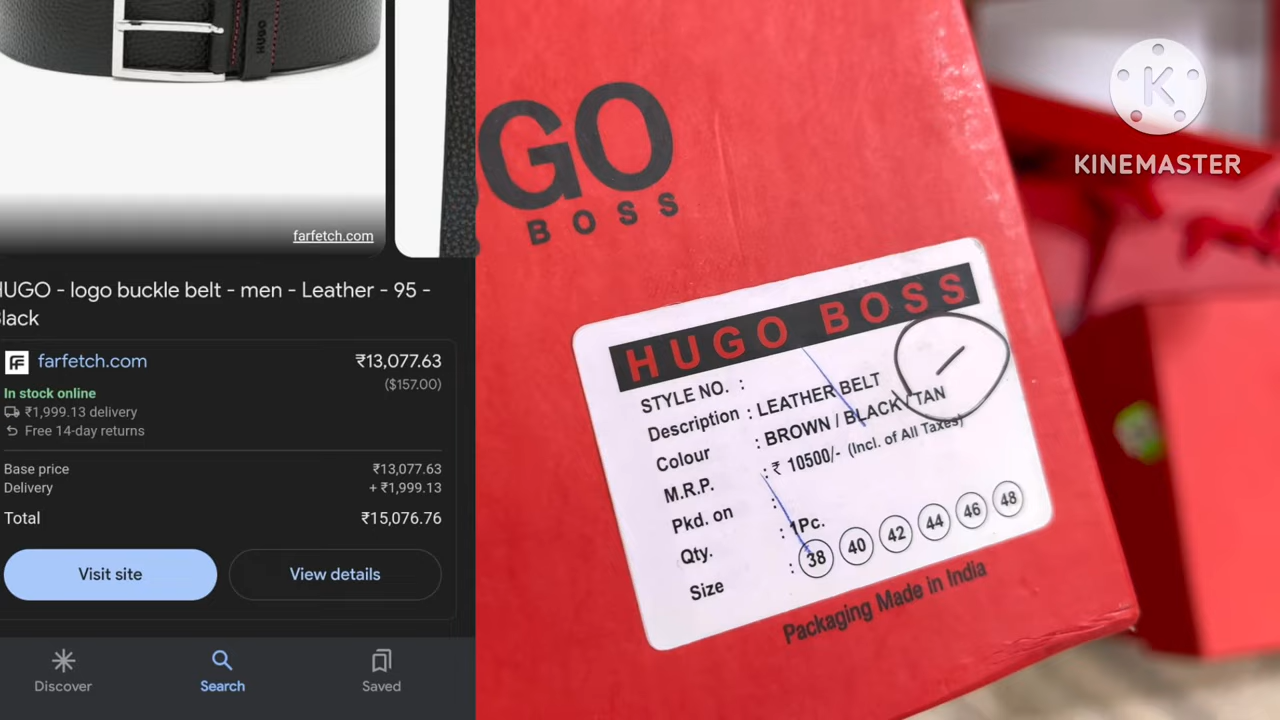 HUGO
farfetch.com
HUGO - logo buckle belt - men - Leather - 95 -
Black
farfetch.com
₹13,077.63
($157.00)
In stock online
₹1,999.13 delivery
Free 14-day returns
Base price ₹13,077.63
Delivery + ₹1,999.13
Total ₹15,076.76
Visit site
View details
Discover
Search
Saved
GO
BOSS
HUGO BOSS
STYLE NO. :
Description : LEATHER BELT
Colour : BROWN / BLACK / TAN
M.R.P. : ₹ 10500/- (Incl. of All Taxes)
Pkd. on :
Qty. : 1Pc.
Size : 38 40 42 44 46 48
Packaging Made in India
K
KINEMASTER